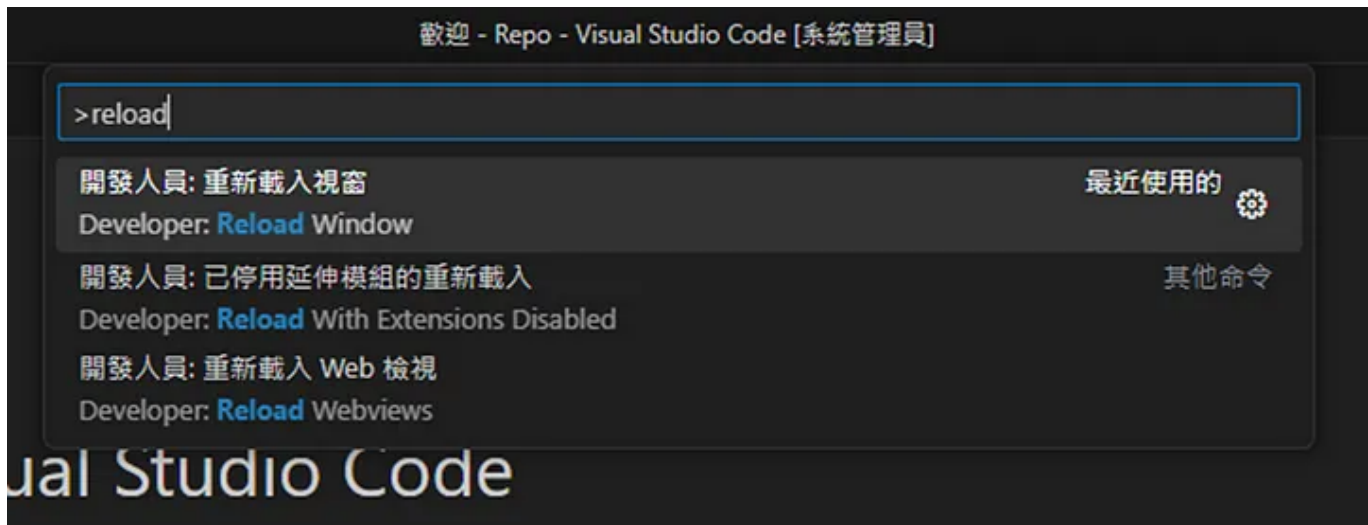 歡迎 - Repo - Visual Studio Code [系統管理員]
>reload
開發人員: 重新載入視窗
最近使用的
Developer: Reload Window
開發人員: 已停用延伸模組的重新載入
其他命令
Developer: Reload With Extensions Disabled
開發人員: 重新載入 Web 檢視
Developer: Reload Webviews
ual Studio Code